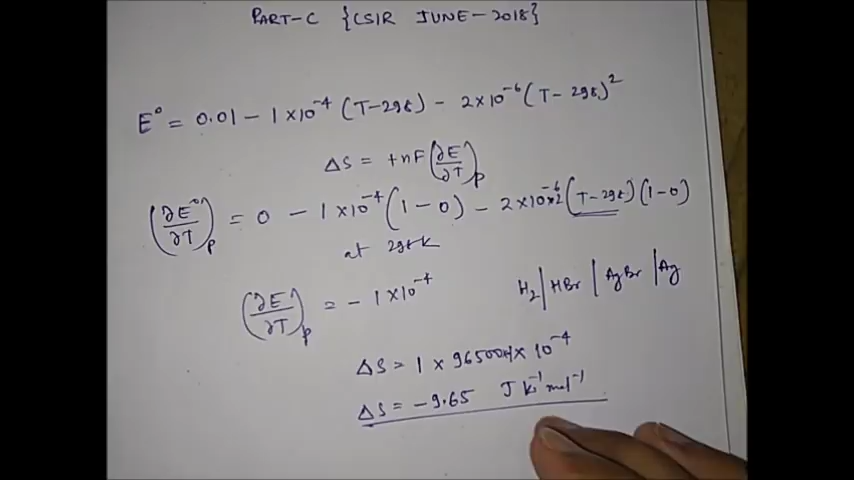 PART-C {CSIR JUNE-2018}
E° = 0.01 - 1×10⁻⁴ (T-298) - 2×10⁻⁶ (T-298)²
ΔS = +nF(∂E/∂T)p
(∂E°/∂T)p = 0 - 1×10⁻⁴ (1-0) - 2×10⁻⁶×2 (T-298) (1-0)
at 298K
(∂E/∂T)p = -1×10⁻⁴
H₂|HBr|AgBr|Ag
ΔS = 1 × 96500 × 10⁻⁴
ΔS = -9.65 J K⁻¹ mol⁻¹